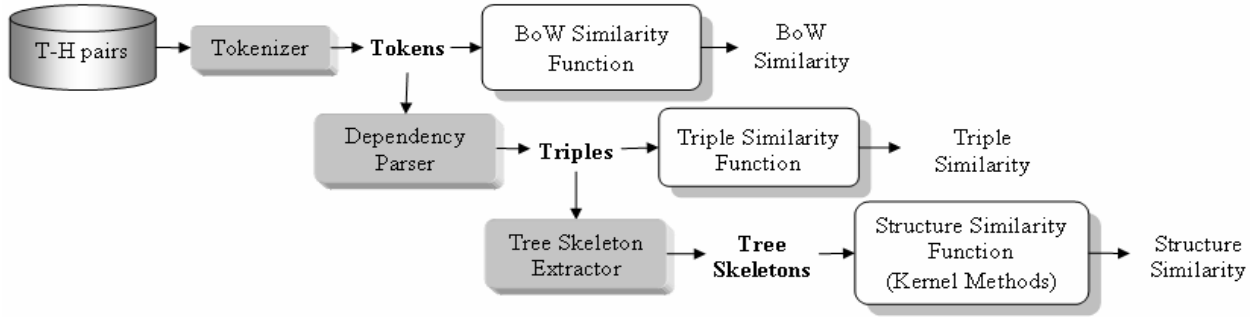 T-H pairs
Tokenizer
Tokens
BoW Similarity
Function
BoW
Similarity
Dependency
Parser
Triples
Triple Similarity
Function
Triple
Similarity
Tree Skeleton
Extractor
Tree
Skeletons
Structure Similarity
Function
(Kernel Methods)
Structure
Similarity